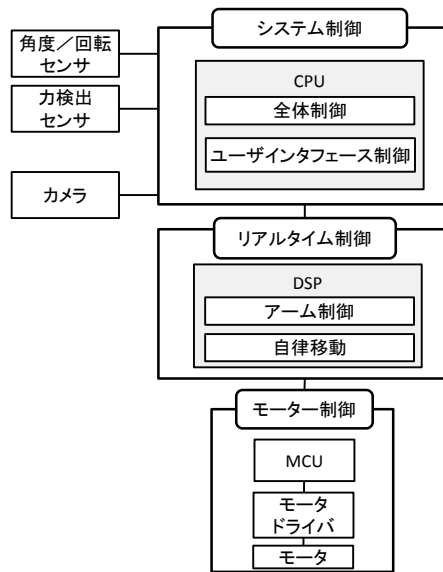 角度／回転
センサ
力検出
センサ
カメラ
システム制御
CPU
全体制御
ユーザインタフェース制御
リアルタイム制御
DSP
アーム制御
自律移動
モーター制御
MCU
モータ
ドライバ
モータ